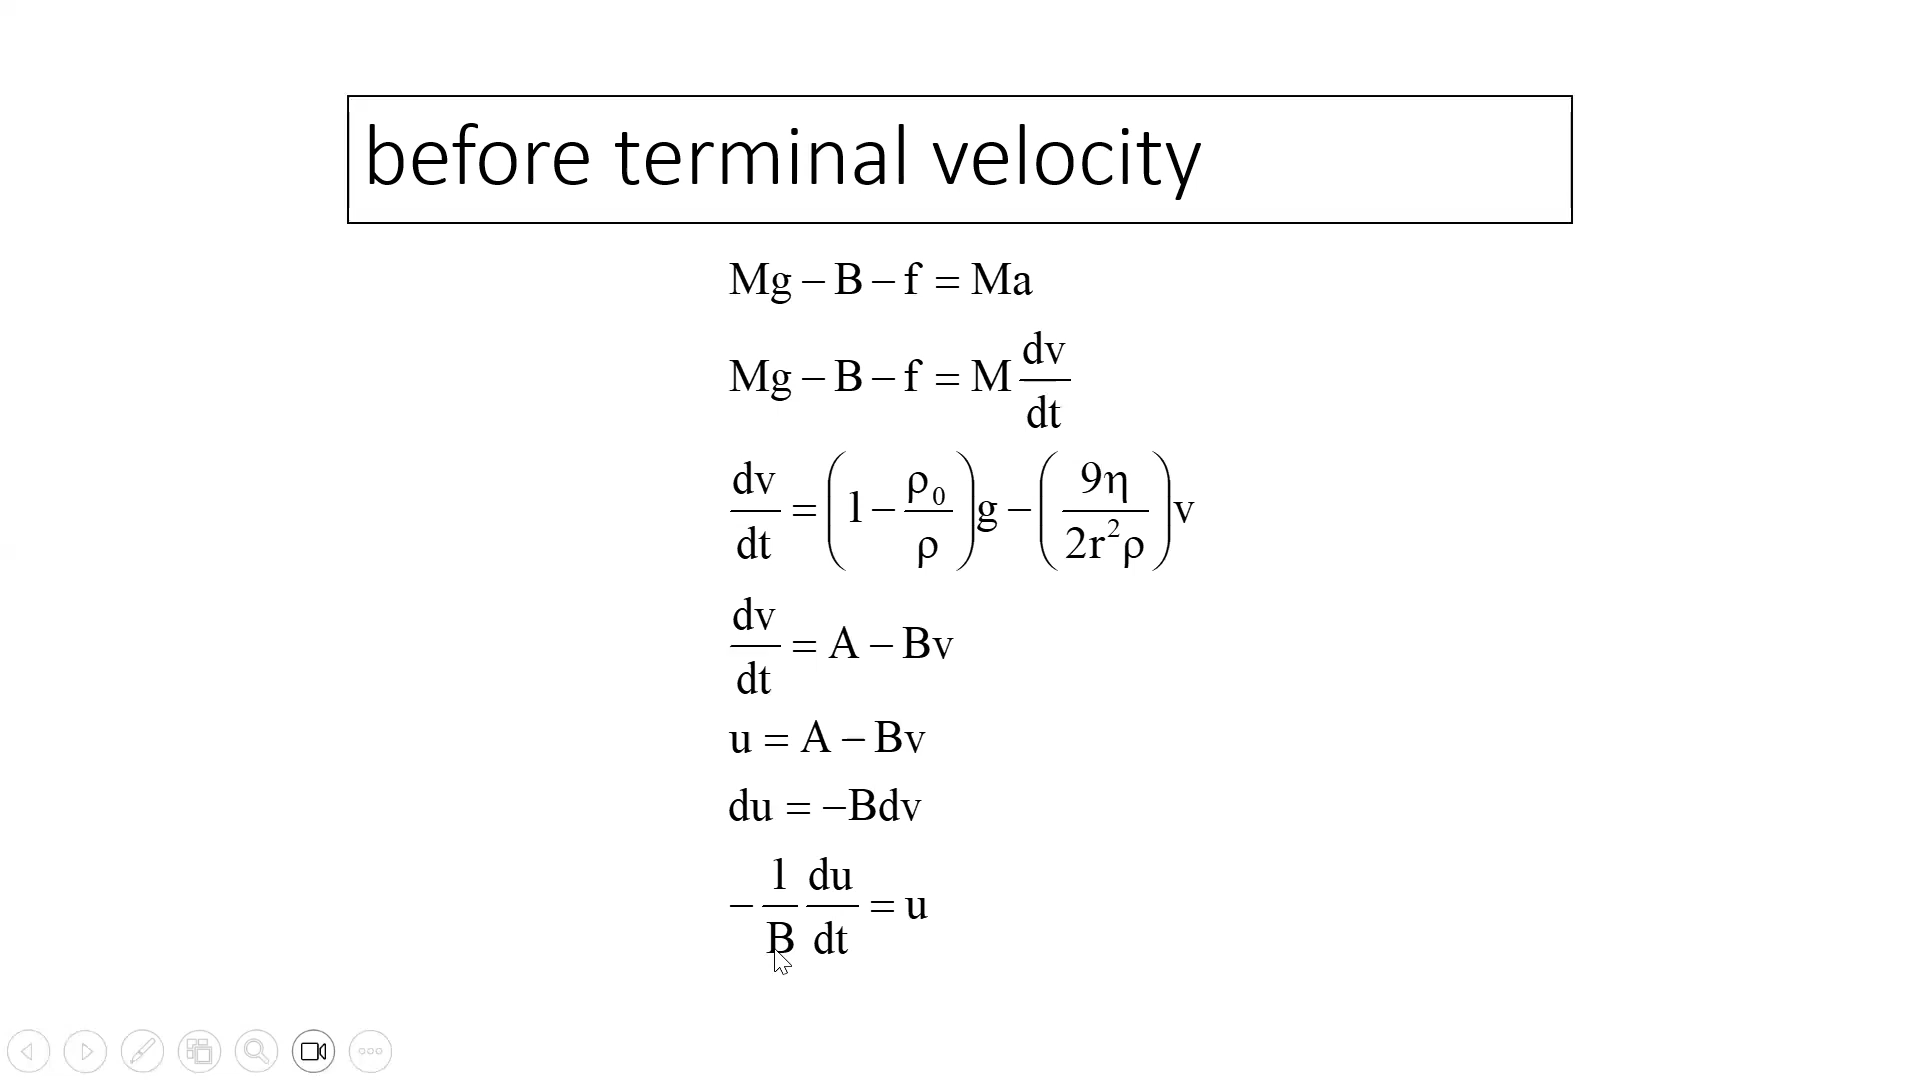 before terminal velocity
Mg − B − f = Ma
Mg − B − f = M dv/dt
dv/dt = (1 − ρ₀/ρ)g − (9η/2r²ρ)v
dv/dt = A − Bv
u = A − Bv
du = −Bdv
− 1/B du/dt = u